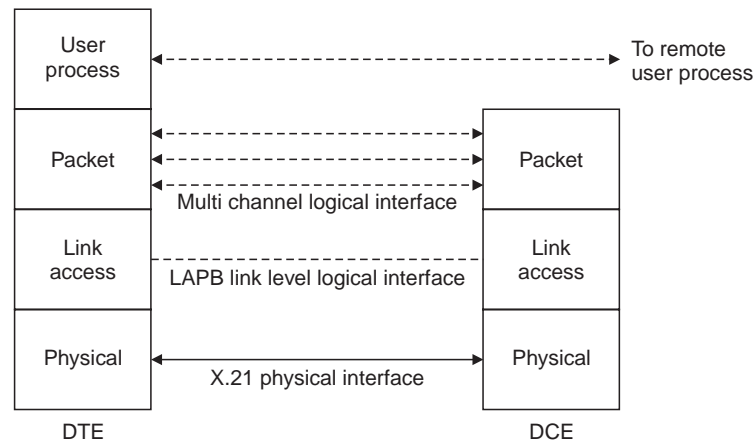 User
process
To remote
user process
Packet
Packet
Multi channel logical interface
Link
access
Link
access
LAPB link level logical interface
Physical
Physical
X.21 physical interface
DTE
DCE